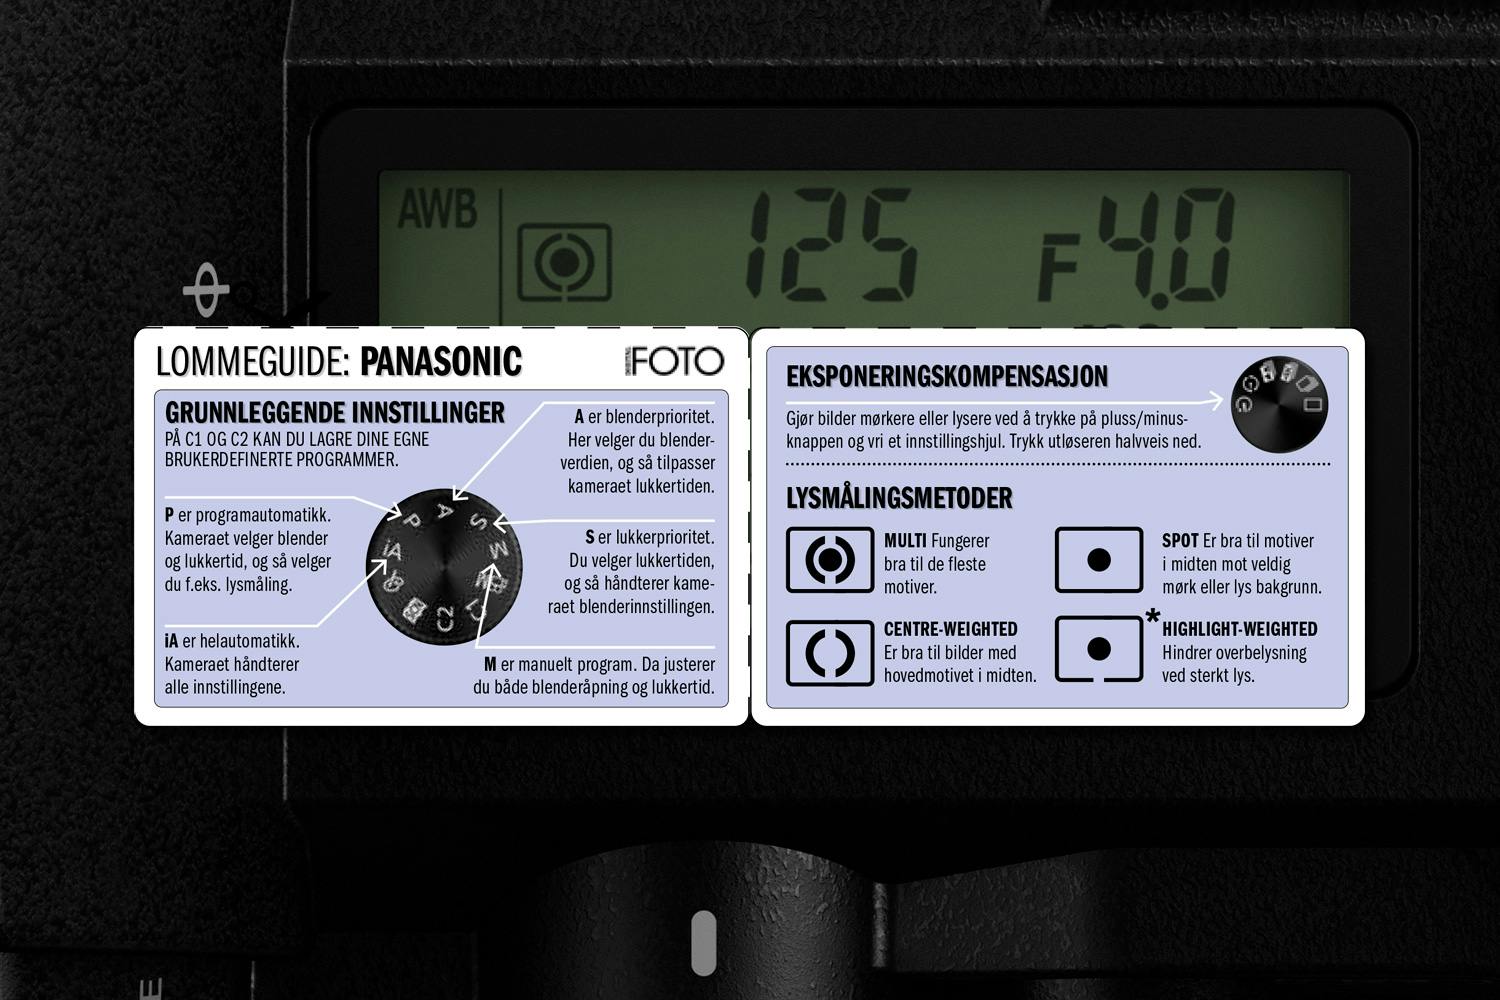 AWB
125
F4.0
LOMMEGUIDE: PANASONIC
FOTO
GRUNNLEGGENDE INNSTILLINGER
PÅ C1 OG C2 KAN DU LAGRE DINE EGNE
BRUKERDEFINERTE PROGRAMMER.
A er blenderprioritet.
Her velger du blender-
verdien, og så tilpasser
kameraet lukkertiden.
P er programautomatikk.
Kameraet velger blender
og lukkertid, og så velger
du f.eks. lysmåling.
S er lukkerprioritet.
Du velger lukkertiden,
og så håndterer kame-
raet blenderinnstillingen.
iA er helautomatikk.
Kameraet håndterer
alle innstillingene.
M er manuelt program. Da justerer
du både blenderåpning og lukkertid.
P
A
S
M
iA
C2
EKSPONERINGSKOMPENSASJON
Gjør bilder mørkere eller lysere ved å trykke på pluss/minus-
knappen og vri et innstillingshjul. Trykk utløseren halvveis ned.
LYSMÅLINGSMETODER
MULTI Fungerer
bra til de fleste
motiver.
SPOT Er bra til motiver
i midten mot veldig
mørk eller lys bakgrunn.
CENTRE-WEIGHTED
Er bra til bilder med
hovedmotivet i midten.
*
HIGHLIGHT-WEIGHTED
Hindrer overbelysning
ved sterkt lys.
E